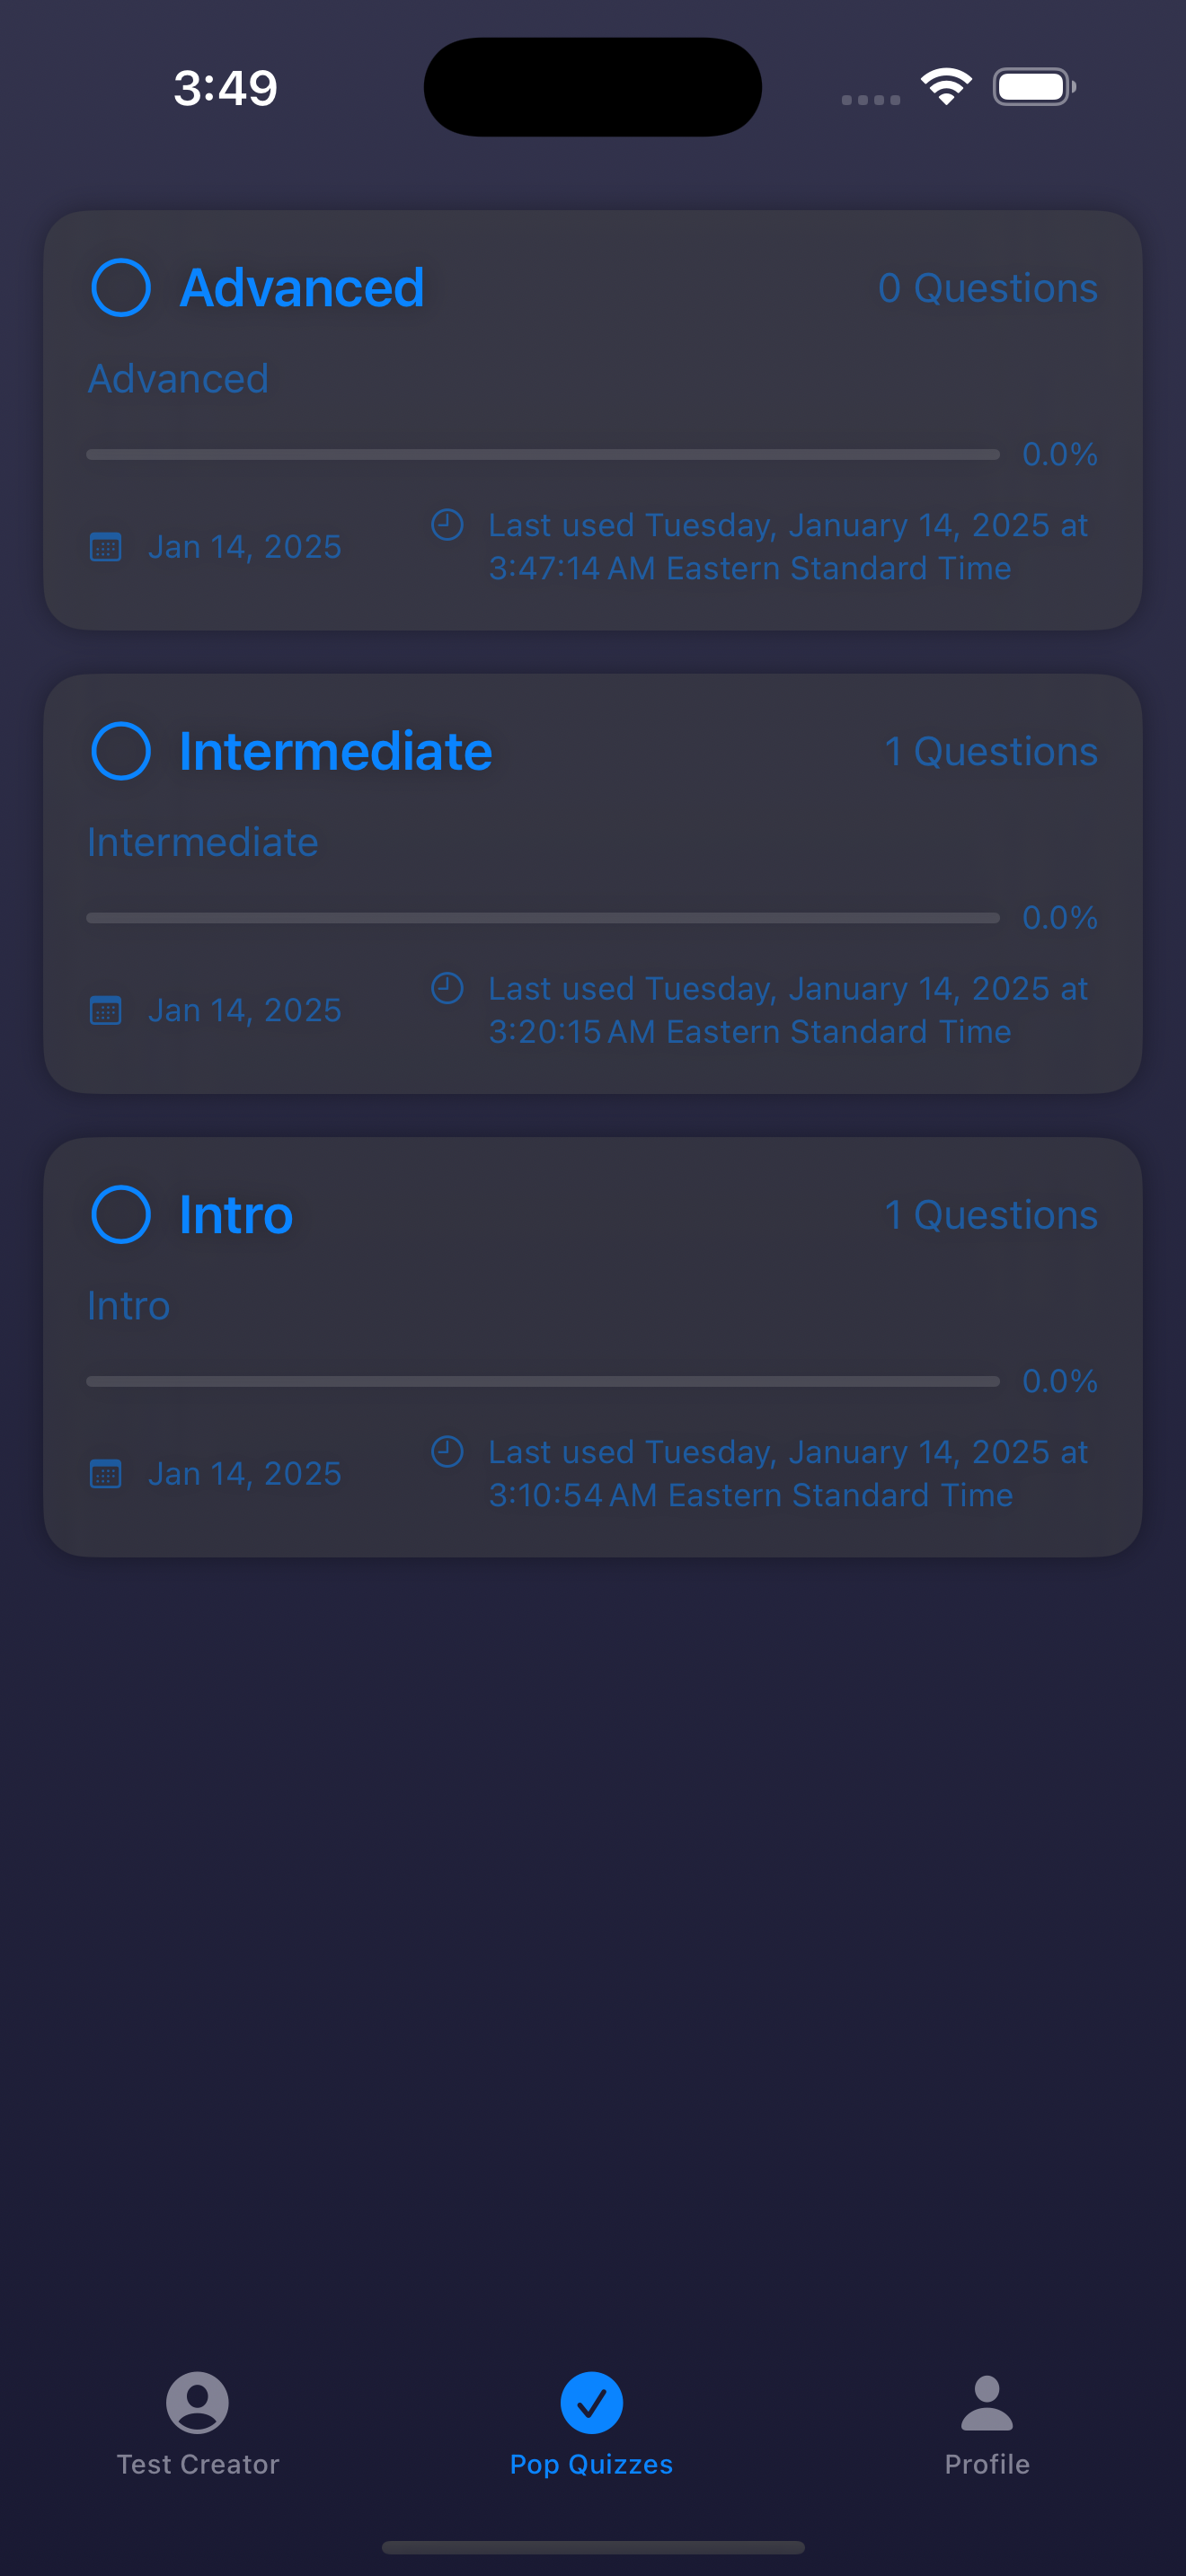 3:49
Advanced
0 Questions
Advanced
0.0%
Jan 14, 2025
Last used Tuesday, January 14, 2025 at
3:47:14 AM Eastern Standard Time
Intermediate
1 Questions
Intermediate
0.0%
Jan 14, 2025
Last used Tuesday, January 14, 2025 at
3:20:15 AM Eastern Standard Time
Intro
1 Questions
Intro
0.0%
Jan 14, 2025
Last used Tuesday, January 14, 2025 at
3:10:54 AM Eastern Standard Time
Test Creator
Pop Quizzes
Profile